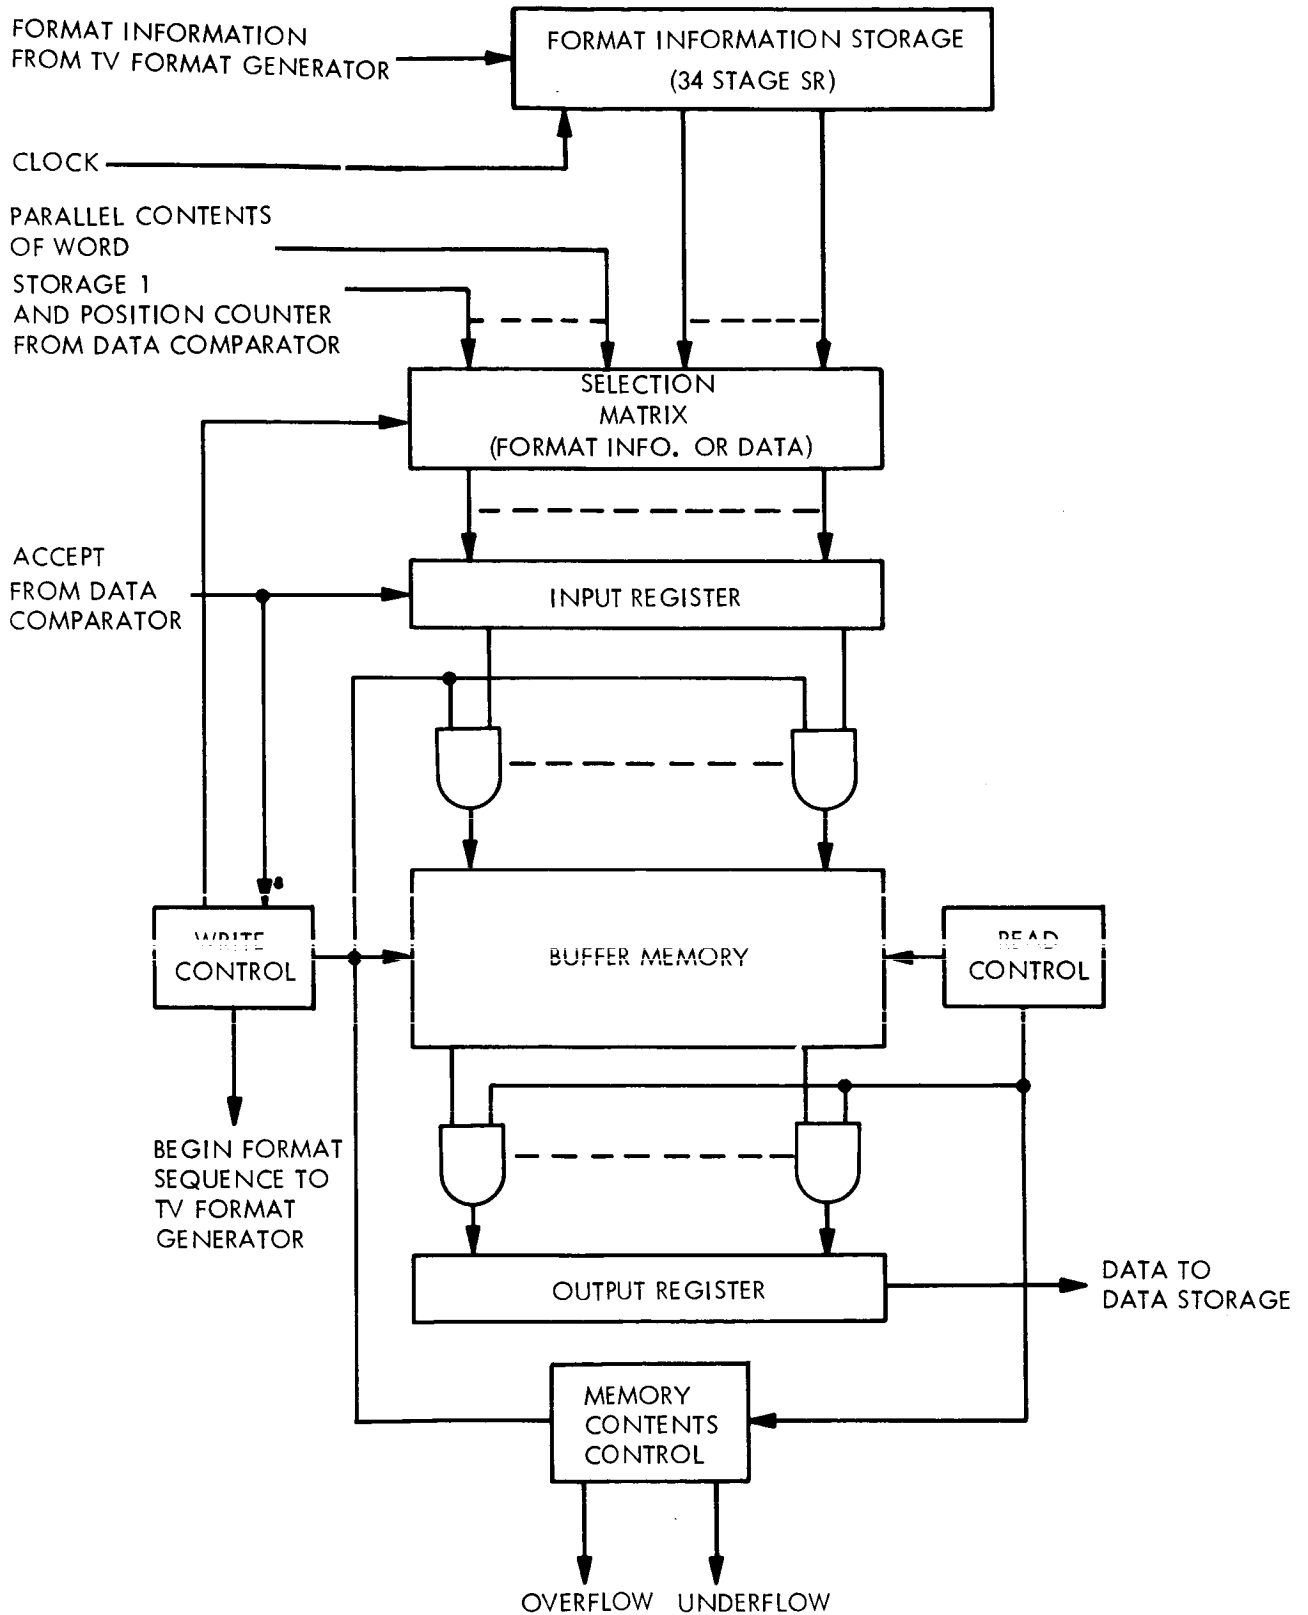 FORMAT INFORMATION
FROM TV FORMAT GENERATOR
FORMAT INFORMATION STORAGE
(34 STAGE SR)
CLOCK
PARALLEL CONTENTS
OF WORD
STORAGE 1
AND POSITION COUNTER
FROM DATA COMPARATOR
SELECTION
MATRIX
(FORMAT INFO. OR DATA)
ACCEPT
FROM DATA
COMPARATOR
INPUT REGISTER
WRITE
CONTROL
BUFFER MEMORY
READ
CONTROL
BEGIN FORMAT
SEQUENCE TO
TV FORMAT
GENERATOR
OUTPUT REGISTER
DATA TO
DATA STORAGE
MEMORY
CONTENTS
CONTROL
OVERFLOW UNDERFLOW